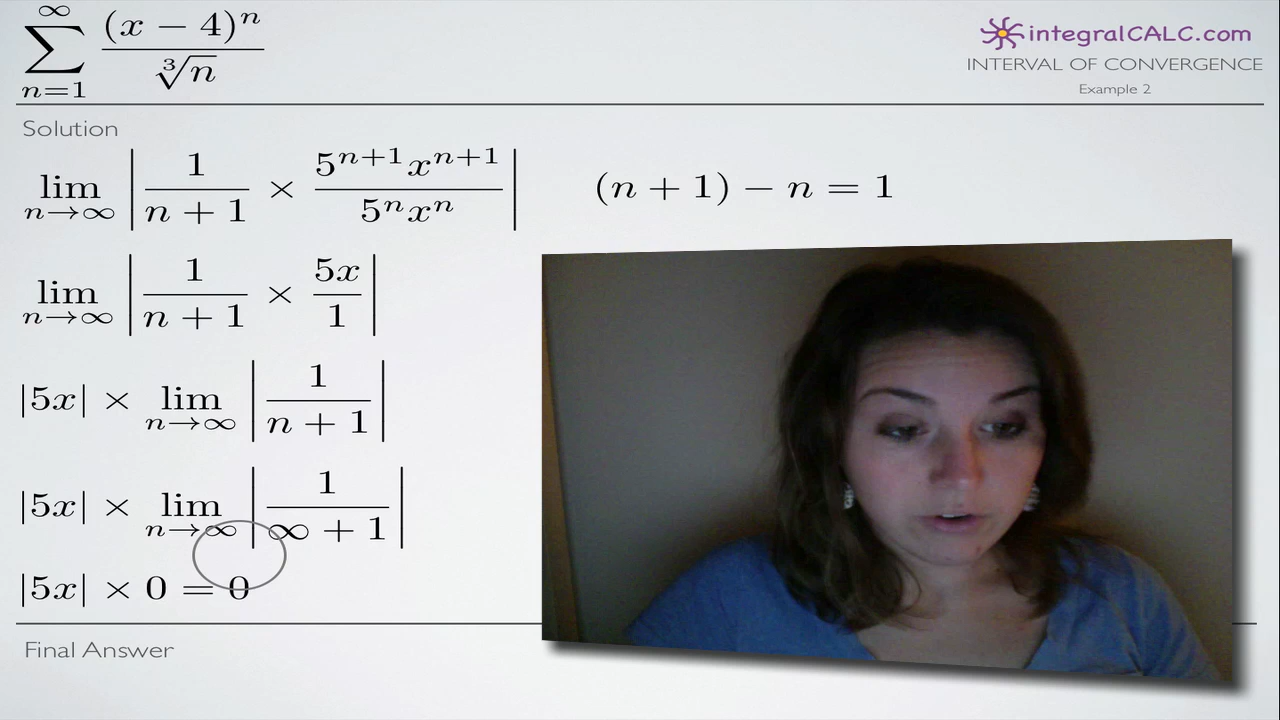 ∑_{n=1}^{∞} (x − 4)^n / ∛n
integralCALC.com
INTERVAL OF CONVERGENCE
Example 2
Solution
lim_{n→∞} | 1/(n + 1) × (5^{n+1}x^{n+1})/(5^n x^n) |
(n + 1) − n = 1
lim_{n→∞} | 1/(n + 1) × 5x/1 |
|5x| × lim_{n→∞} | 1/(n + 1) |
|5x| × lim_{n→∞} | 1/(∞ + 1) |
|5x| × 0 = 0
Final Answer